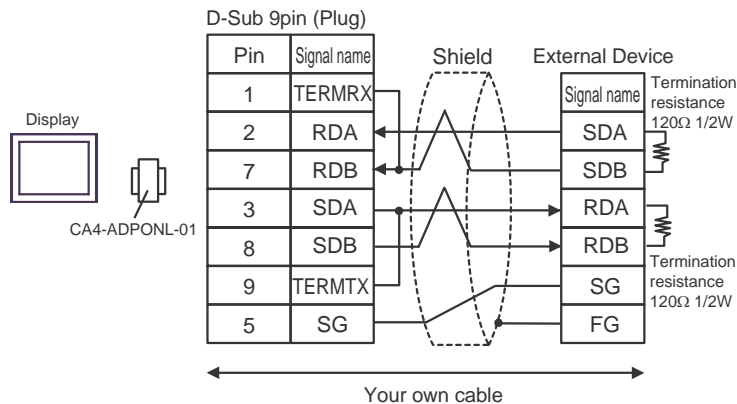 D-Sub 9pin (Plug)
Pin Signal name Shield External Device
1 TERMRX Signal name Termination
resistance
120Ω 1/2W
Display
2 RDA SDA
7 RDB SDB
3 SDA RDA
CA4-ADPONL-01
8 SDB RDB
9 TERMTX SG Termination
resistance
120Ω 1/2W
5 SG FG
Your own cable